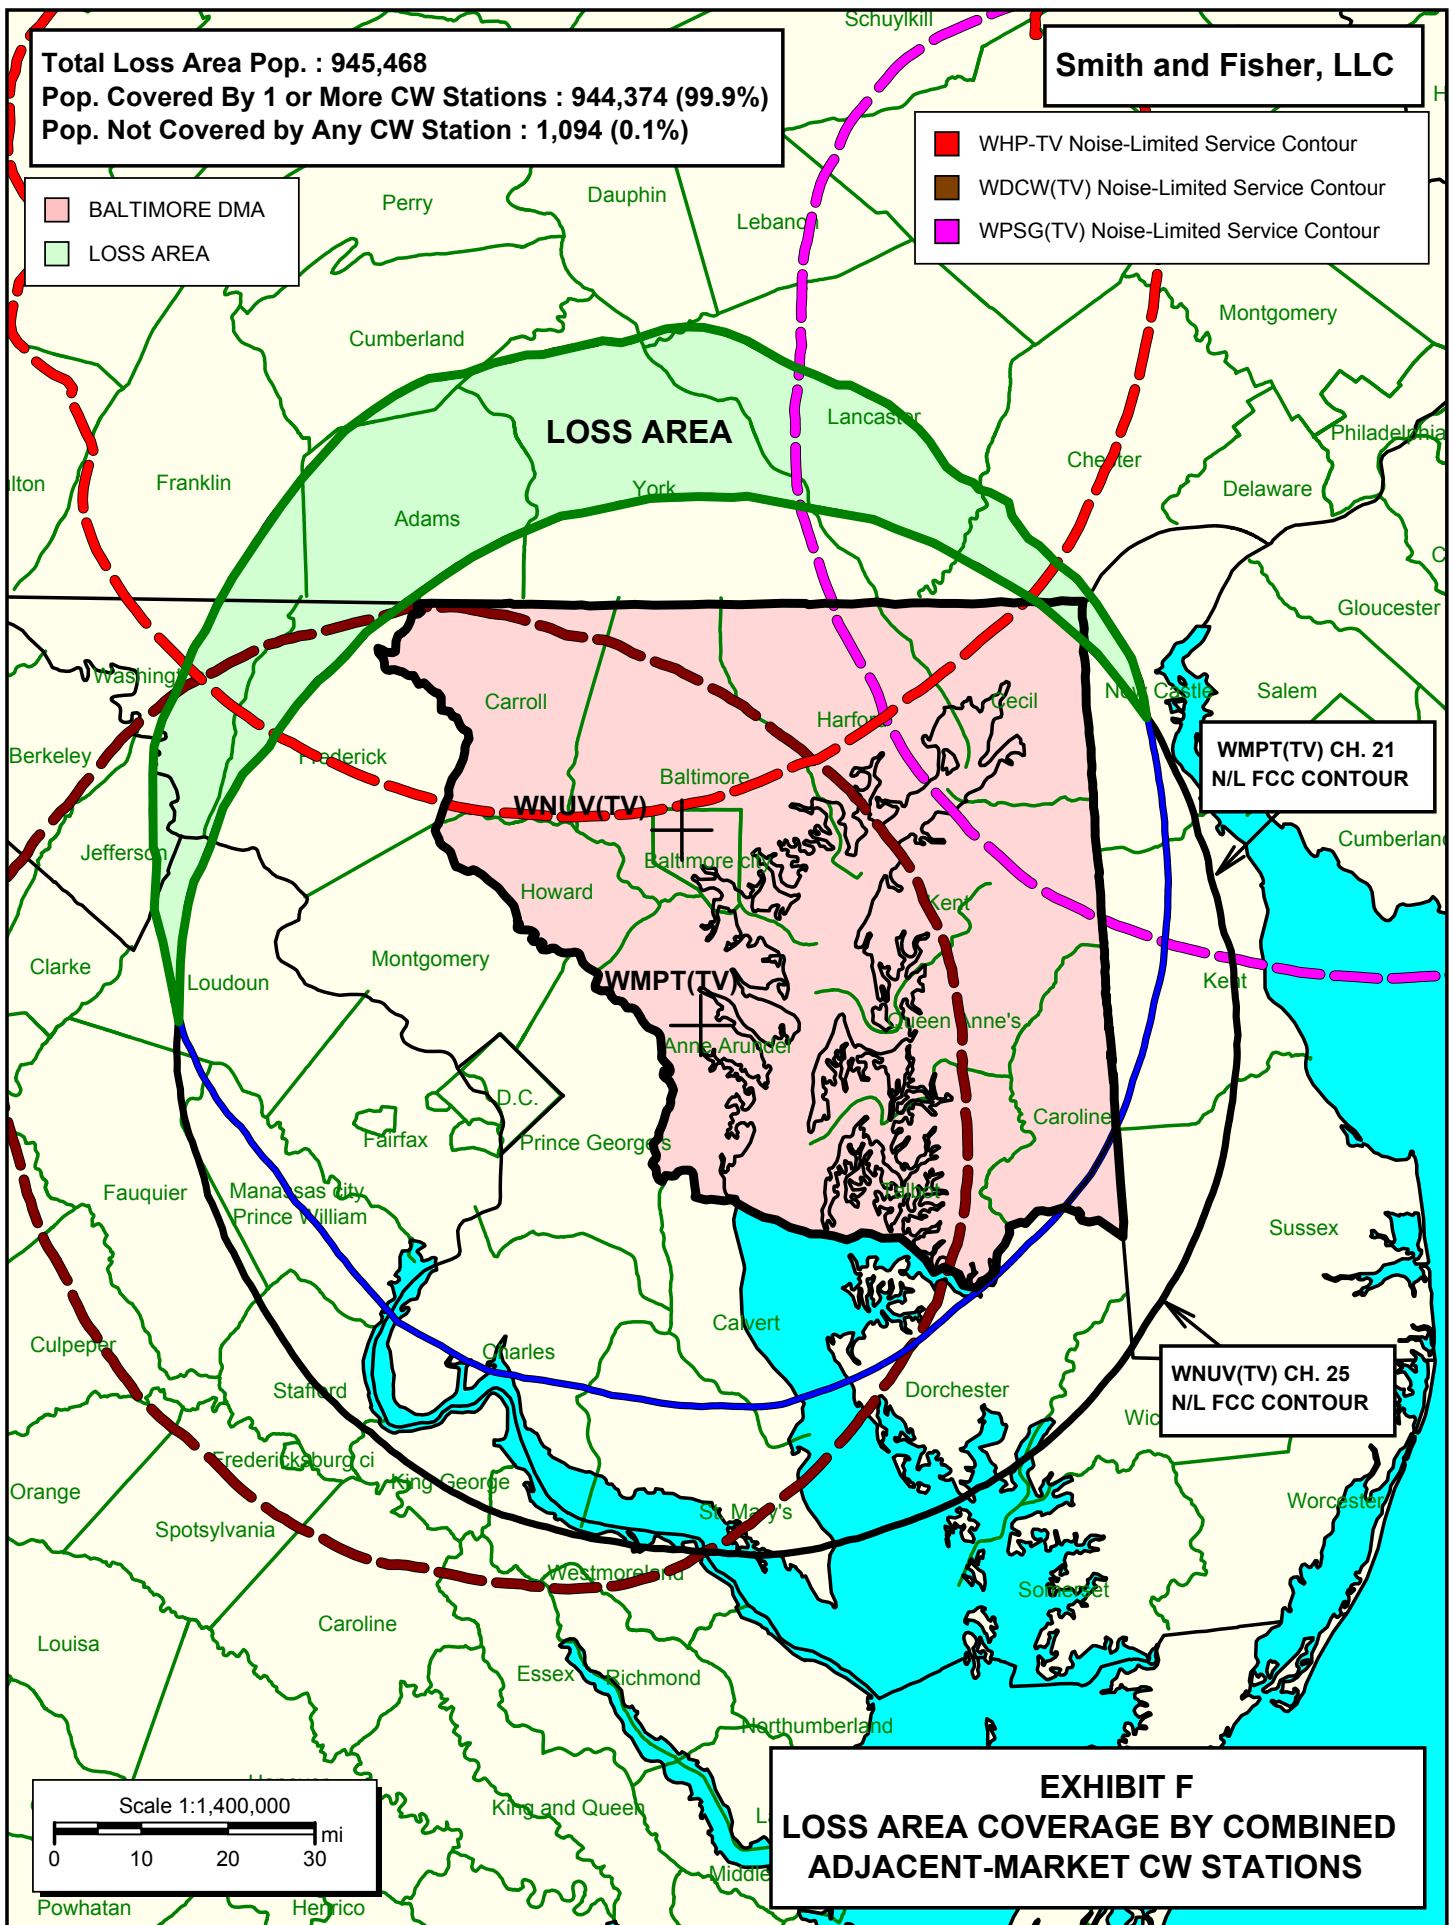 Schuylkill
Total Loss Area Pop. : 945,468
Pop. Covered By 1 or More CW Stations : 944,374 (99.9%)
Pop. Not Covered by Any CW Station : 1,094 (0.1%)
Smith and Fisher, LLC
H
WHP-TV Noise-Limited Service Contour
WDCW(TV) Noise-Limited Service Contour
WPSG(TV) Noise-Limited Service Contour
BALTIMORE DMA
LOSS AREA
Perry
Dauphin
Lebanon
Montgomery
Cumberland
LOSS AREA
Lancaster
Philadelphia
Chester
lton
Franklin
York
Delaware
Adams
C
Gloucester
Washingt
Carroll
Harford
Cecil
New Castle
Salem
Berkeley
Frederick
Baltimore
WMPT(TV) CH. 21
N/L FCC CONTOUR
WNUV(TV)
Cumberlan
Jefferson
Baltimore city
Howard
Kent
Clarke
Loudoun
Montgomery
WMPT(TV)
Kent
Queen Anne's
Anne Arundel
D.C.
Fairfax
Prince George's
Caroline
Fauquier
Manassas city
Prince William
Talbot
Sussex
Culpeper
Calvert
Charles
Stafford
Dorchester
WNUV(TV) CH. 25
N/L FCC CONTOUR
Wic
Fredericksburg ci
King George
Orange
Worcester
St. Mary's
Spotsylvania
Westmoreland
Somerset
Caroline
Louisa
Essex
Richmond
Northumberland
Scale 1:1,400,000
mi
0 10 20 30
King and Queen
La
Middle
EXHIBIT F
LOSS AREA COVERAGE BY COMBINED
ADJACENT-MARKET CW STATIONS
Powhatan
Henrico